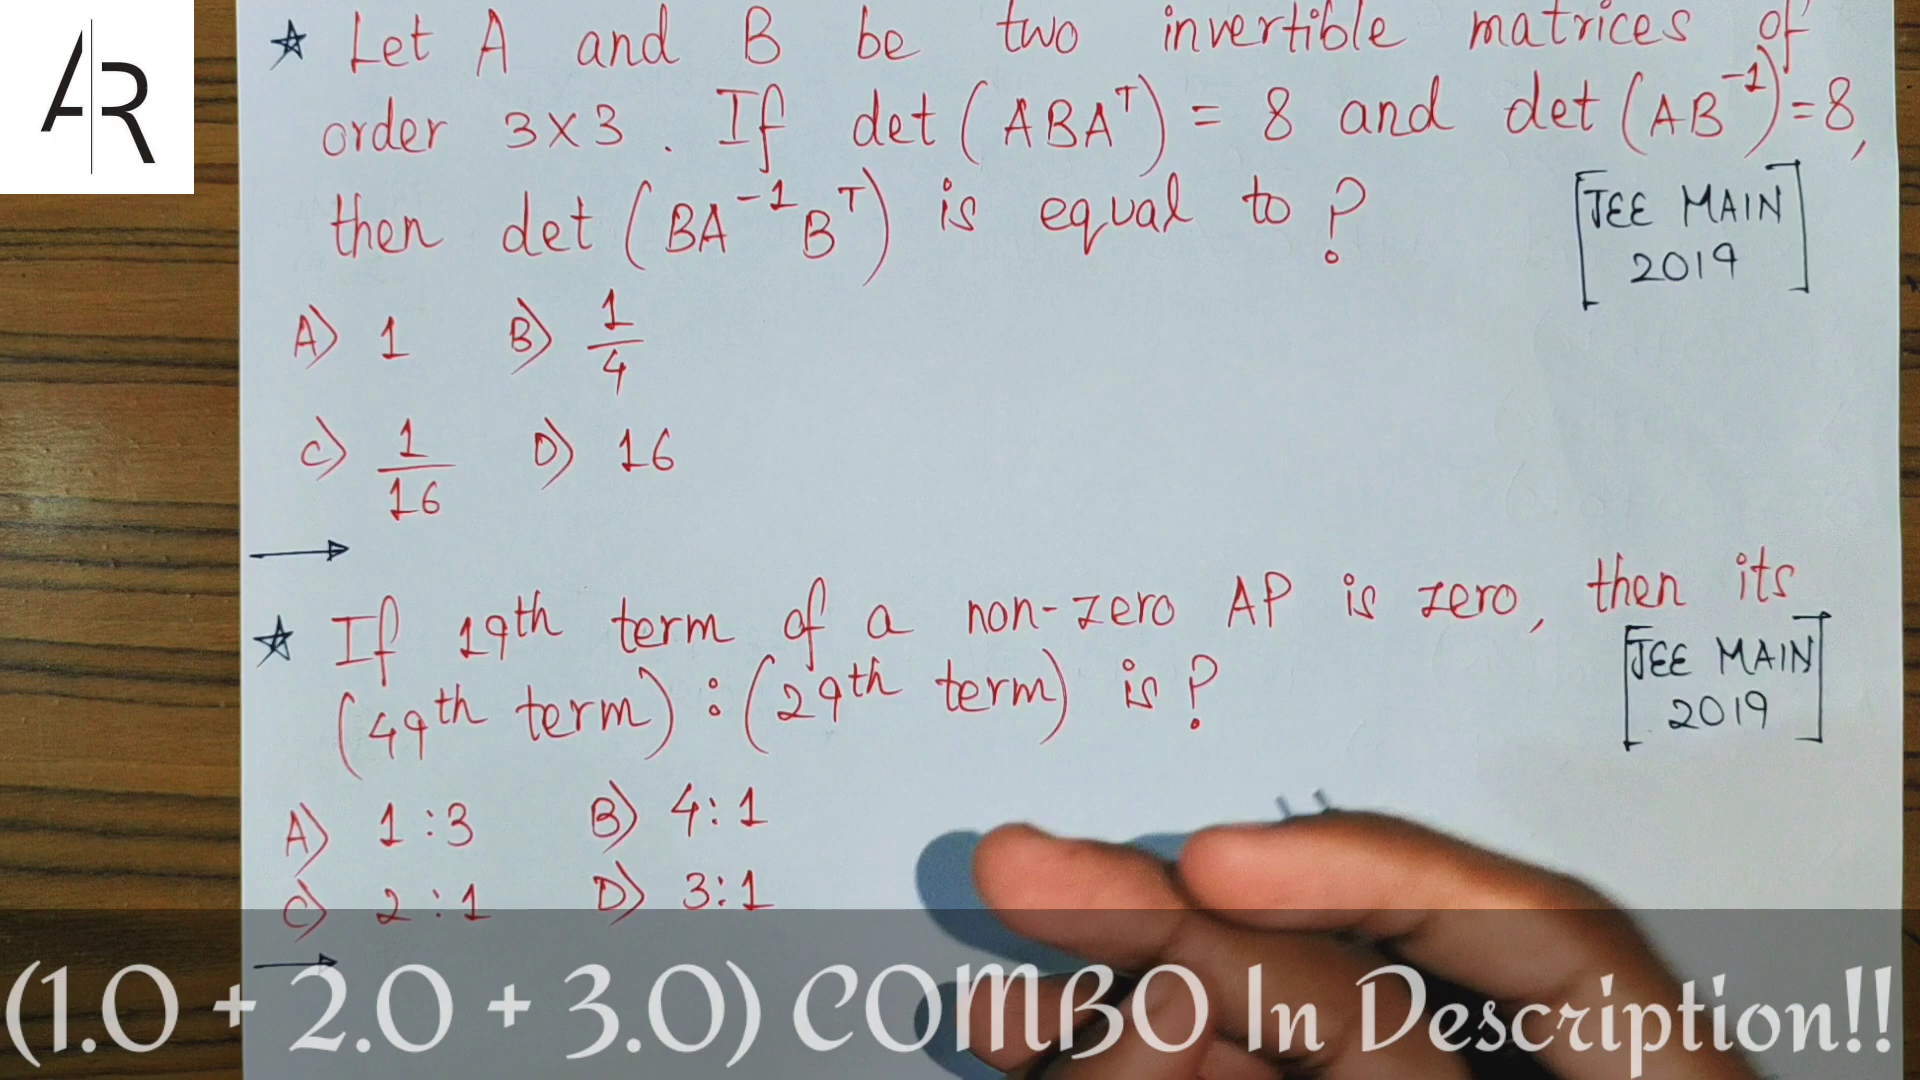 AR
☆ Let A and B be two invertible matrices of
order 3×3. If det (ABAᵀ) = 8 and det (AB⁻¹) = 8,
then det (BA⁻¹Bᵀ) is equal to ?
[JEE MAIN
2019]
A) 1 B) 1/4
C) 1/16 D) 16
→
☆ If 19th term of a non-zero AP is zero, then its
(49th term) : (29th term) is ?
[JEE MAIN
2019]
A) 1 : 3 B) 4 : 1
C) 2 : 1 D) 3 : 1
→
(1.0 + 2.0 + 3.0) COMBO In Description!!